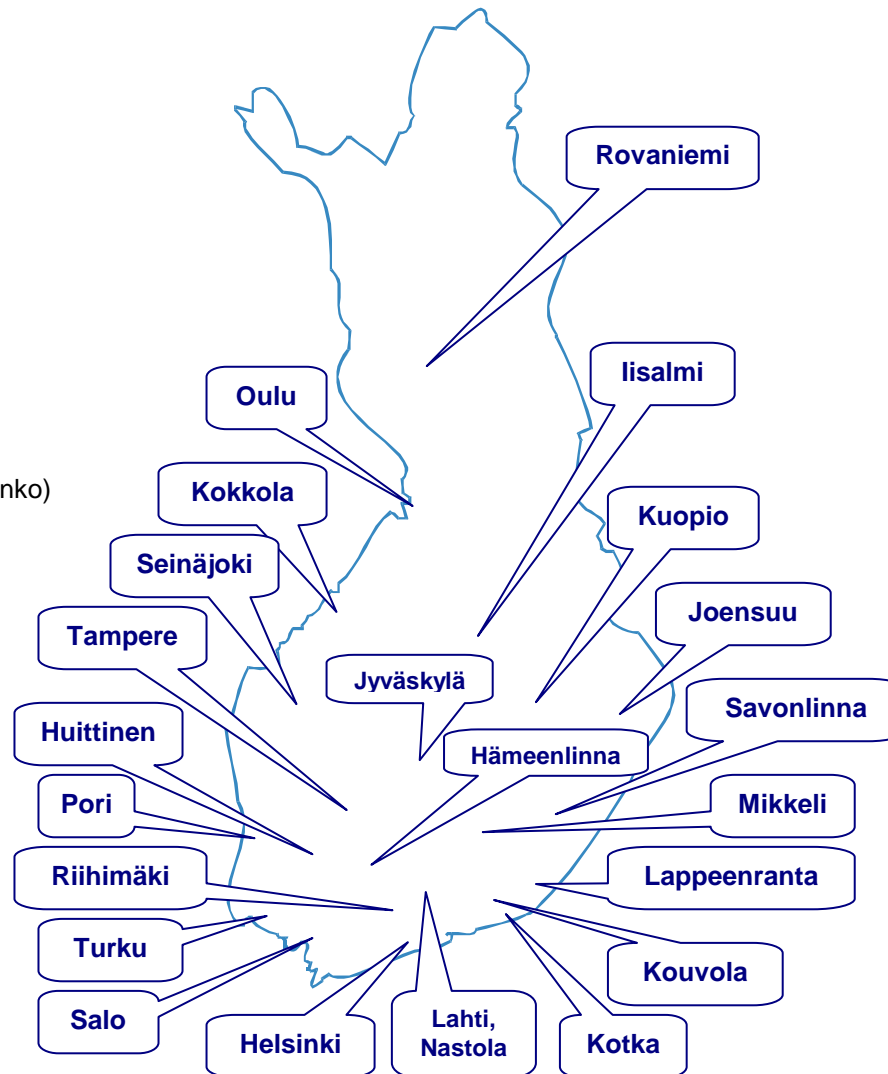 Rovaniemi
Iisalmi
Oulu
nko)
Kokkola
Kuopio
Seinäjoki
Joensuu
Tampere
Jyväskylä
Savonlinna
Huittinen
Hämeenlinna
Pori
Mikkeli
Riihimäki
Lappeenranta
Turku
Kouvola
Salo
Helsinki
Lahti,
Nastola
Kotka